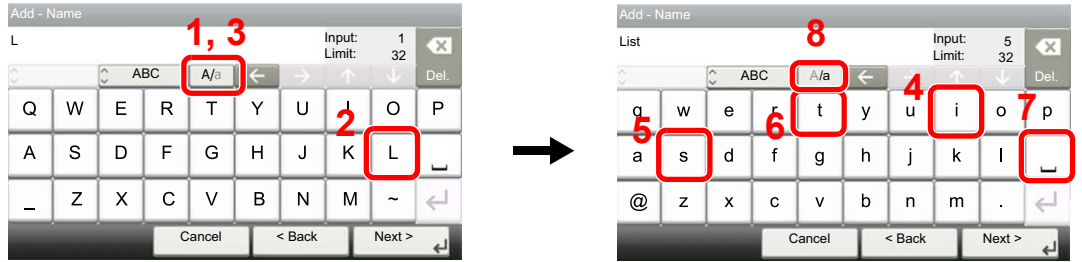 Add - Name
L
Input: 1
Limit: 32
1, 3
ABC A/a Del.
Q W E R T Y U I O P
2
A S D F G H J K L
_ Z X C V B N M ~
Cancel < Back Next >
Add - Name
List
Input: 5
Limit: 32
8
ABC A/a Del.
4
q w e r t y u i o p
7
5
6
a s d f g h j k l
@ z x c v b n m .
Cancel < Back Next >